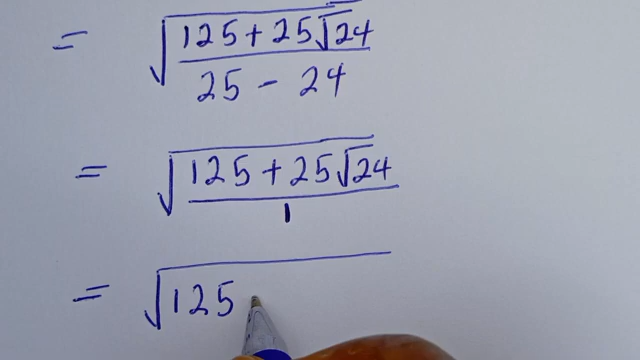 = √(125 + 25√24 / 25 - 24)
= √(125 + 25√24 / 1)
= √125